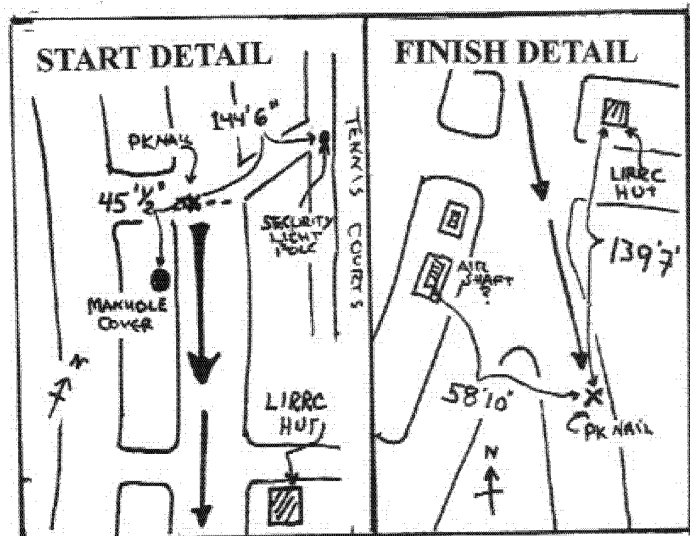 START DETAIL
144'6"
PK NAIL
45'½"
TENNIS COURTS
SECURITY
LIGHT
POLE
MANHOLE
COVER
N
LIRRC
HUT
FINISH DETAIL
LIRRC
HUT
139'7"
AIR
SHAFT
?
58'10"
PK NAIL
N